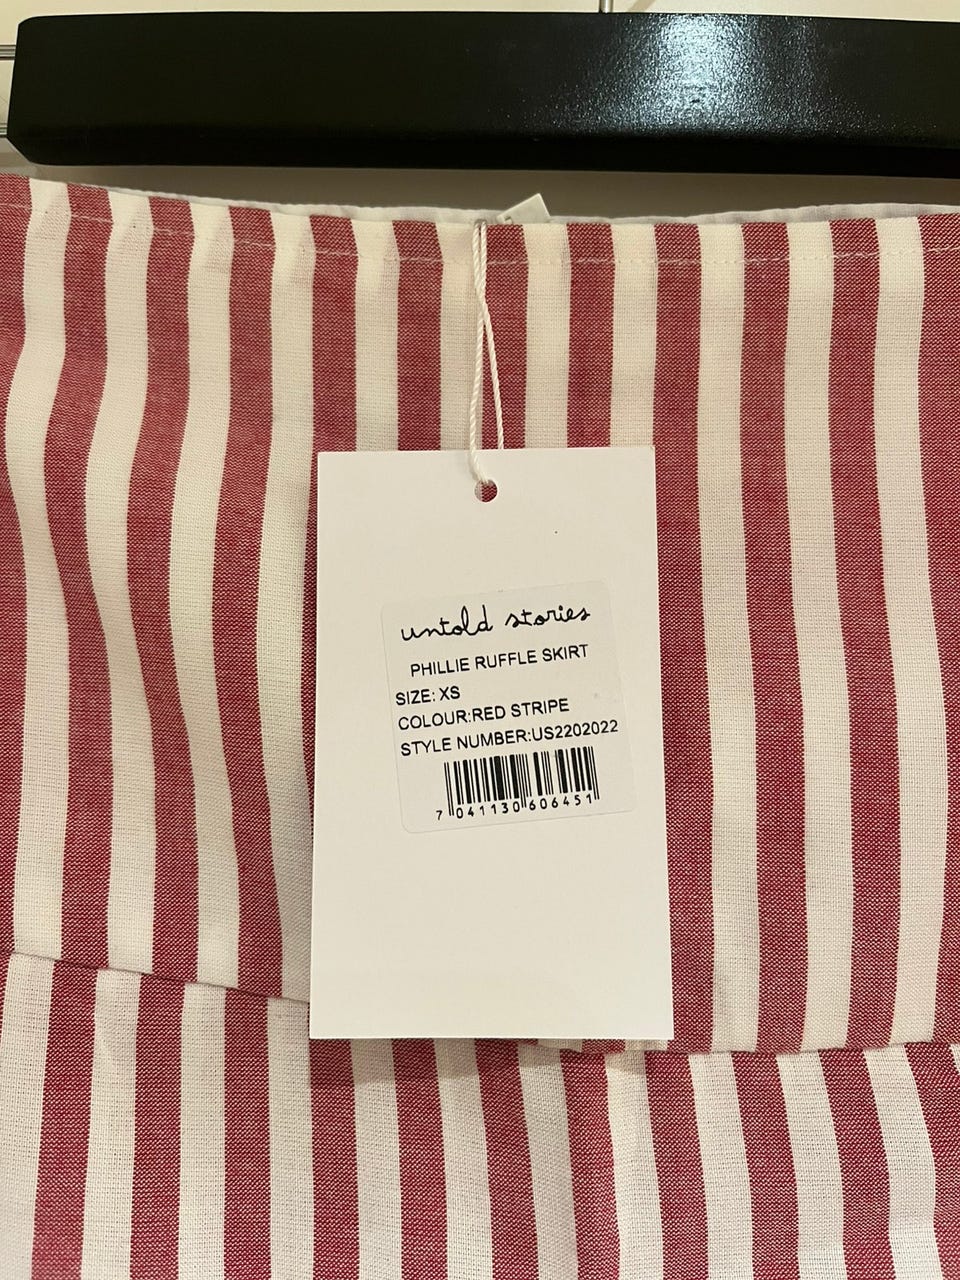 untold stories
PHILLIE RUFFLE SKIRT
SIZE: XS
COLOUR:RED STRIPE
STYLE NUMBER:US2202022
7 041130 606451